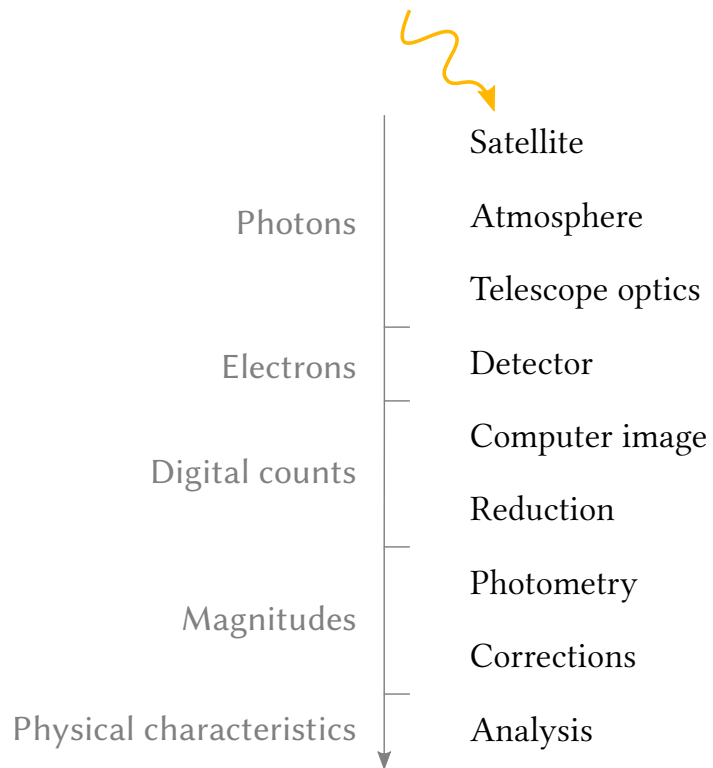 Satellite
Photons
Atmosphere
Telescope optics
Electrons
Detector
Digital counts
Computer image
Reduction
Magnitudes
Photometry
Corrections
Physical characteristics
Analysis